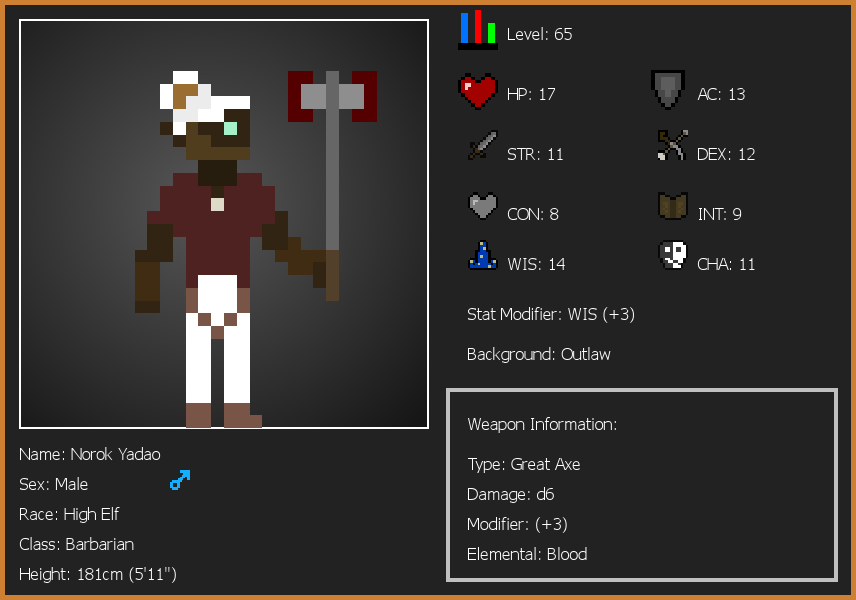 Level: 65
HP: 17
AC: 13
STR: 11
DEX: 12
CON: 8
INT: 9
WIS: 14
CHA: 11
Stat Modifier: WIS (+3)
Background: Outlaw
Weapon Information:
Type: Great Axe
Damage: d6
Modifier: (+3)
Elemental: Blood
Name: Norok Yadao
Sex: Male
Race: High Elf
Class: Barbarian
Height: 181cm (5'11")